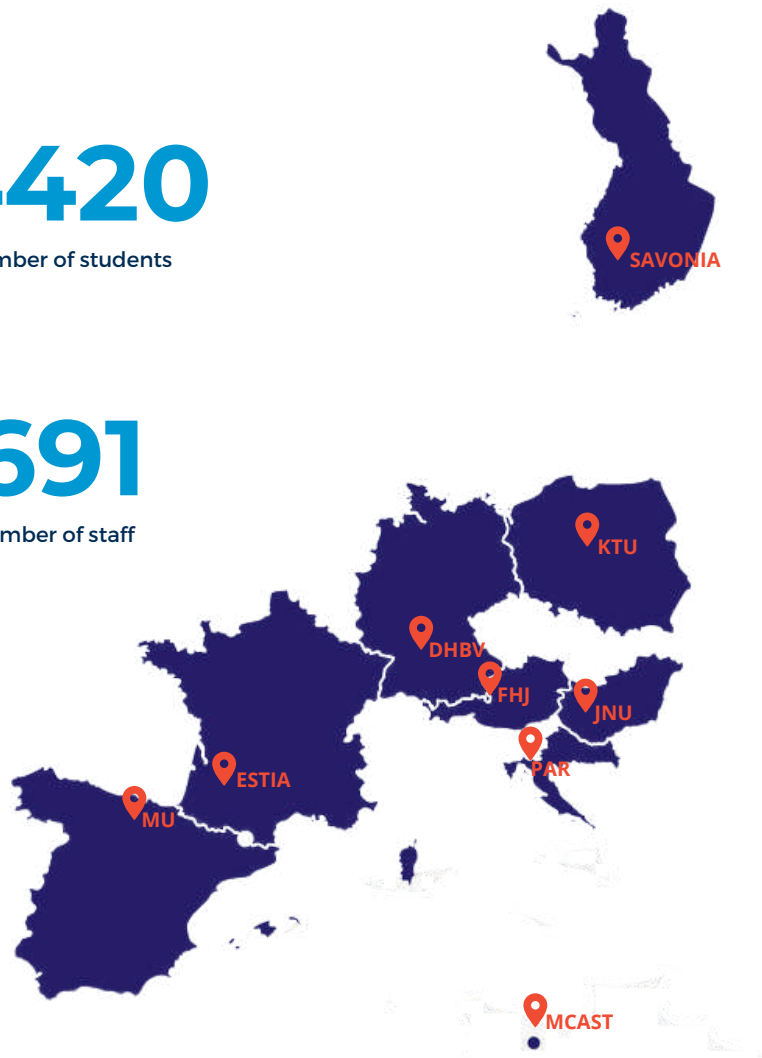 420
SAVONIA
mber of students
691
KTU
mber of staff
DHBV
FHJ
JNU
PAR
ESTIA
MU
MCAST